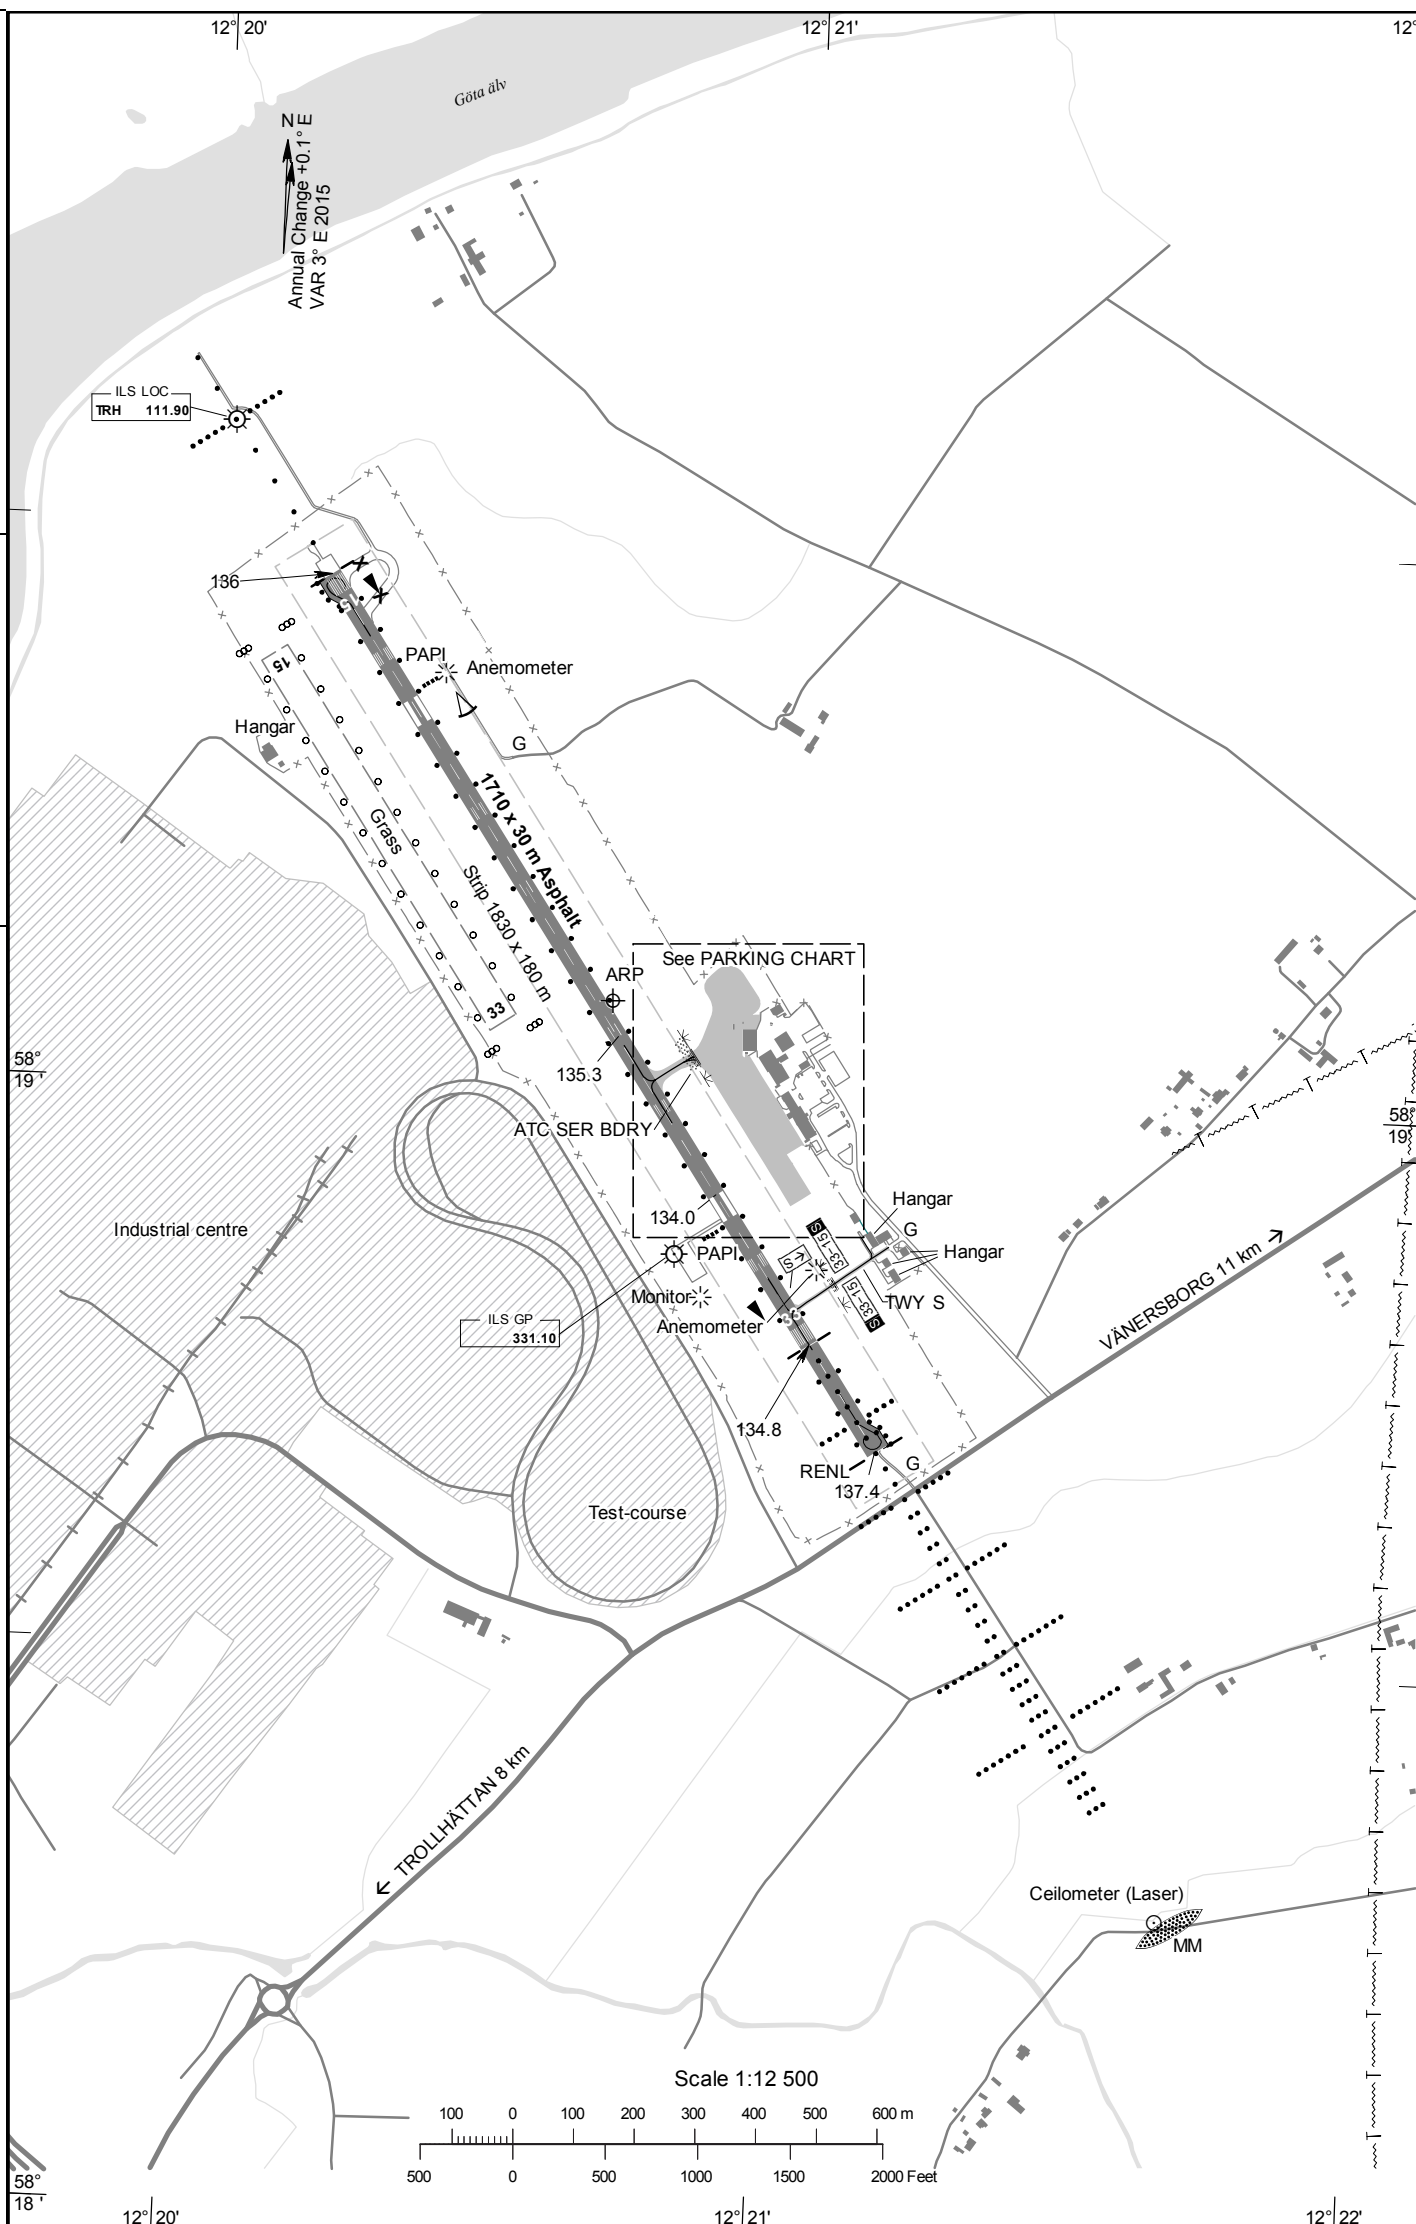 12° 20'
12° 21'
12°
Göta älv
N
Annual Change +0.1° E
VAR 3° E 2015
ILS LOC
TRH 111.90
136
15
PAPI
Anemometer
15
Hangar
G
1710 x 30 m Asphalt
Grass
Strip 1830 x 180 m
See PARKING CHART
ARP
33
58°
19 '
135.3
ATC SER BDRY
58°
19
Industrial centre
Hangar
134.0
G
PAPI
Hangar
S
33-15
S
33-15
S
Monitor
TWY S
VÄNERSBORG 11 km
ILS GP
331.10
Anemometer
33
134.8
RENL
G
137.4
Test-course
TROLLHÄTTAN 8 km
Ceilometer (Laser)
MM
Scale 1:12 500
100 0 100 200 300 400 500 600 m
500 0 500 1000 1500 2000 Feet
58°
18 '
12° 20'
12° 21'
12° 22'